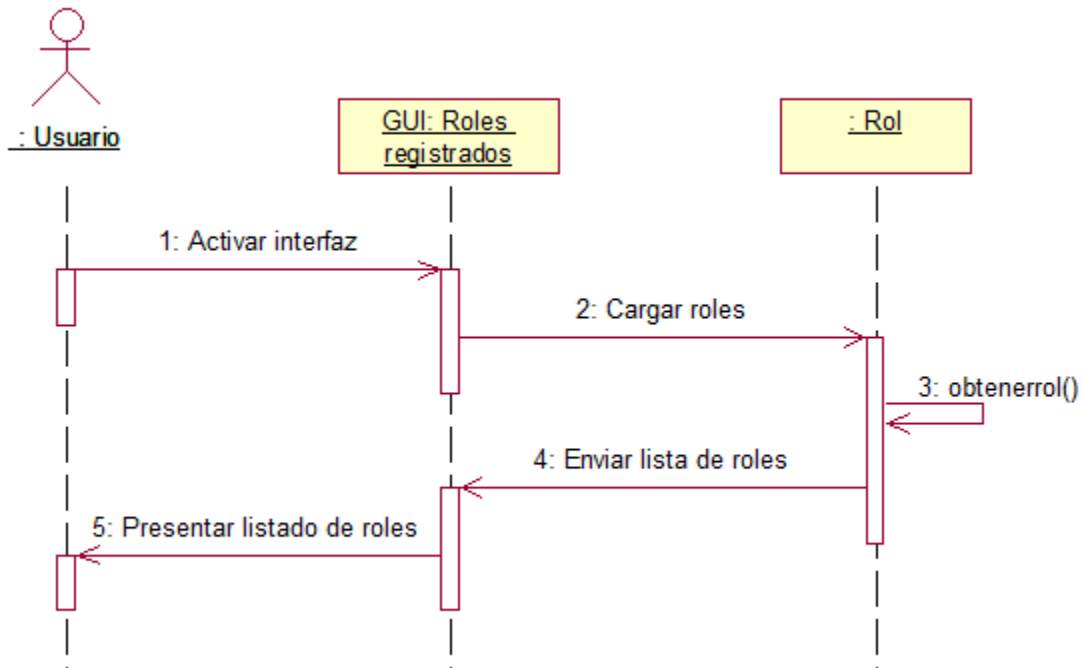 : Usuario
GUI: Roles
registrados
: Rol
1: Activar interfaz
2: Cargar roles
3: obtenerrol()
4: Enviar lista de roles
5: Presentar listado de roles